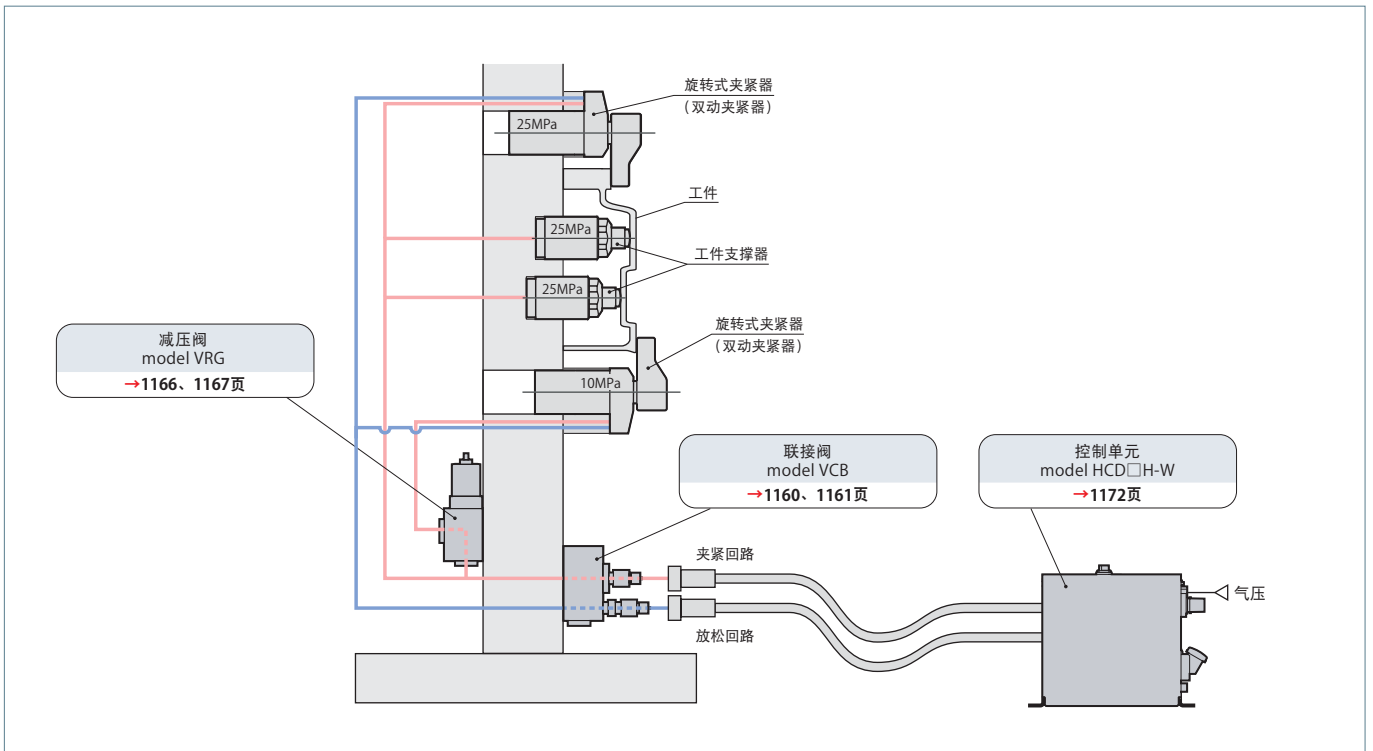 旋转式夹紧器
(双动夹紧器)
25MPa
工件
25MPa
工件支撑器
25MPa
旋转式夹紧器
(双动夹紧器)
减压阀
model VRG
→1166、1167页
10MPa
联接阀
model VCB
→1160、1161页
控制单元
model HCD□H-W
→1172页
夹紧回路
气压
放松回路